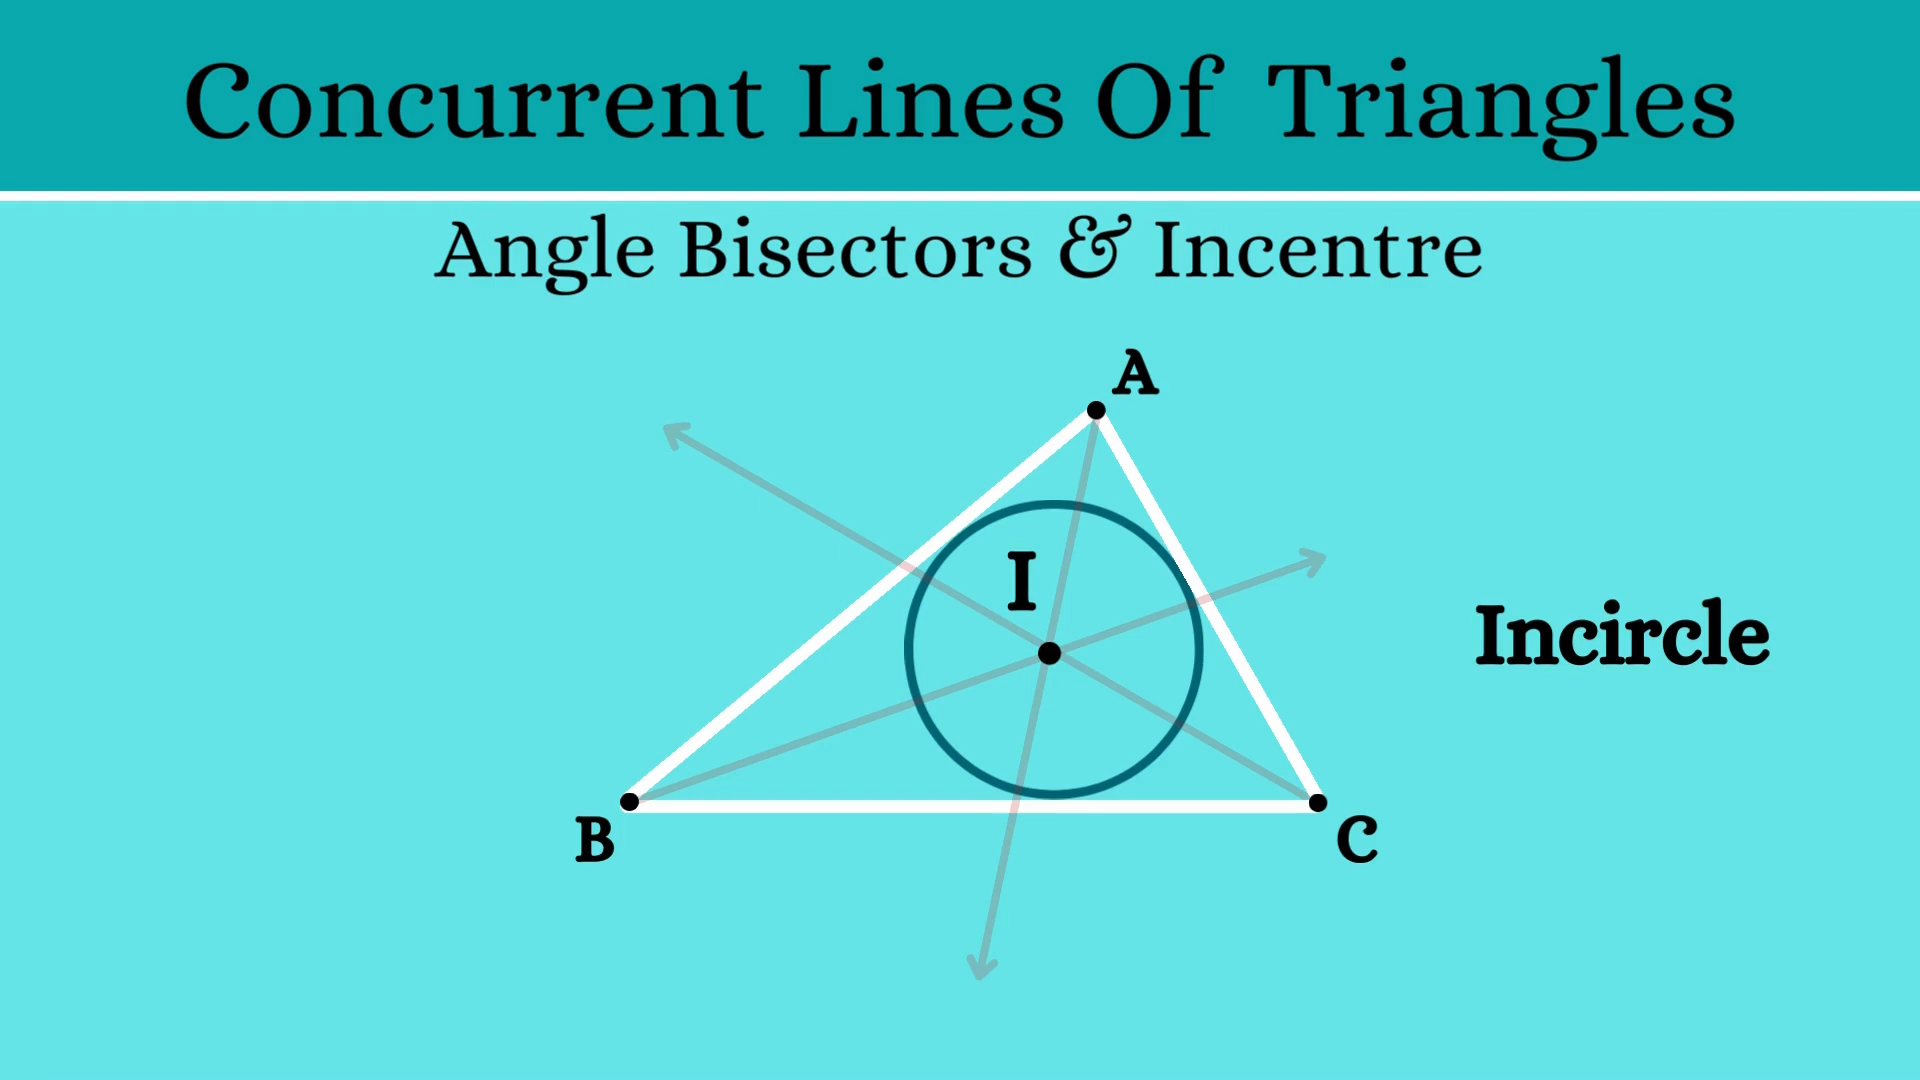 Concurrent Lines Of Triangles
Angle Bisectors & Incentre
A
I
Incircle
B
C